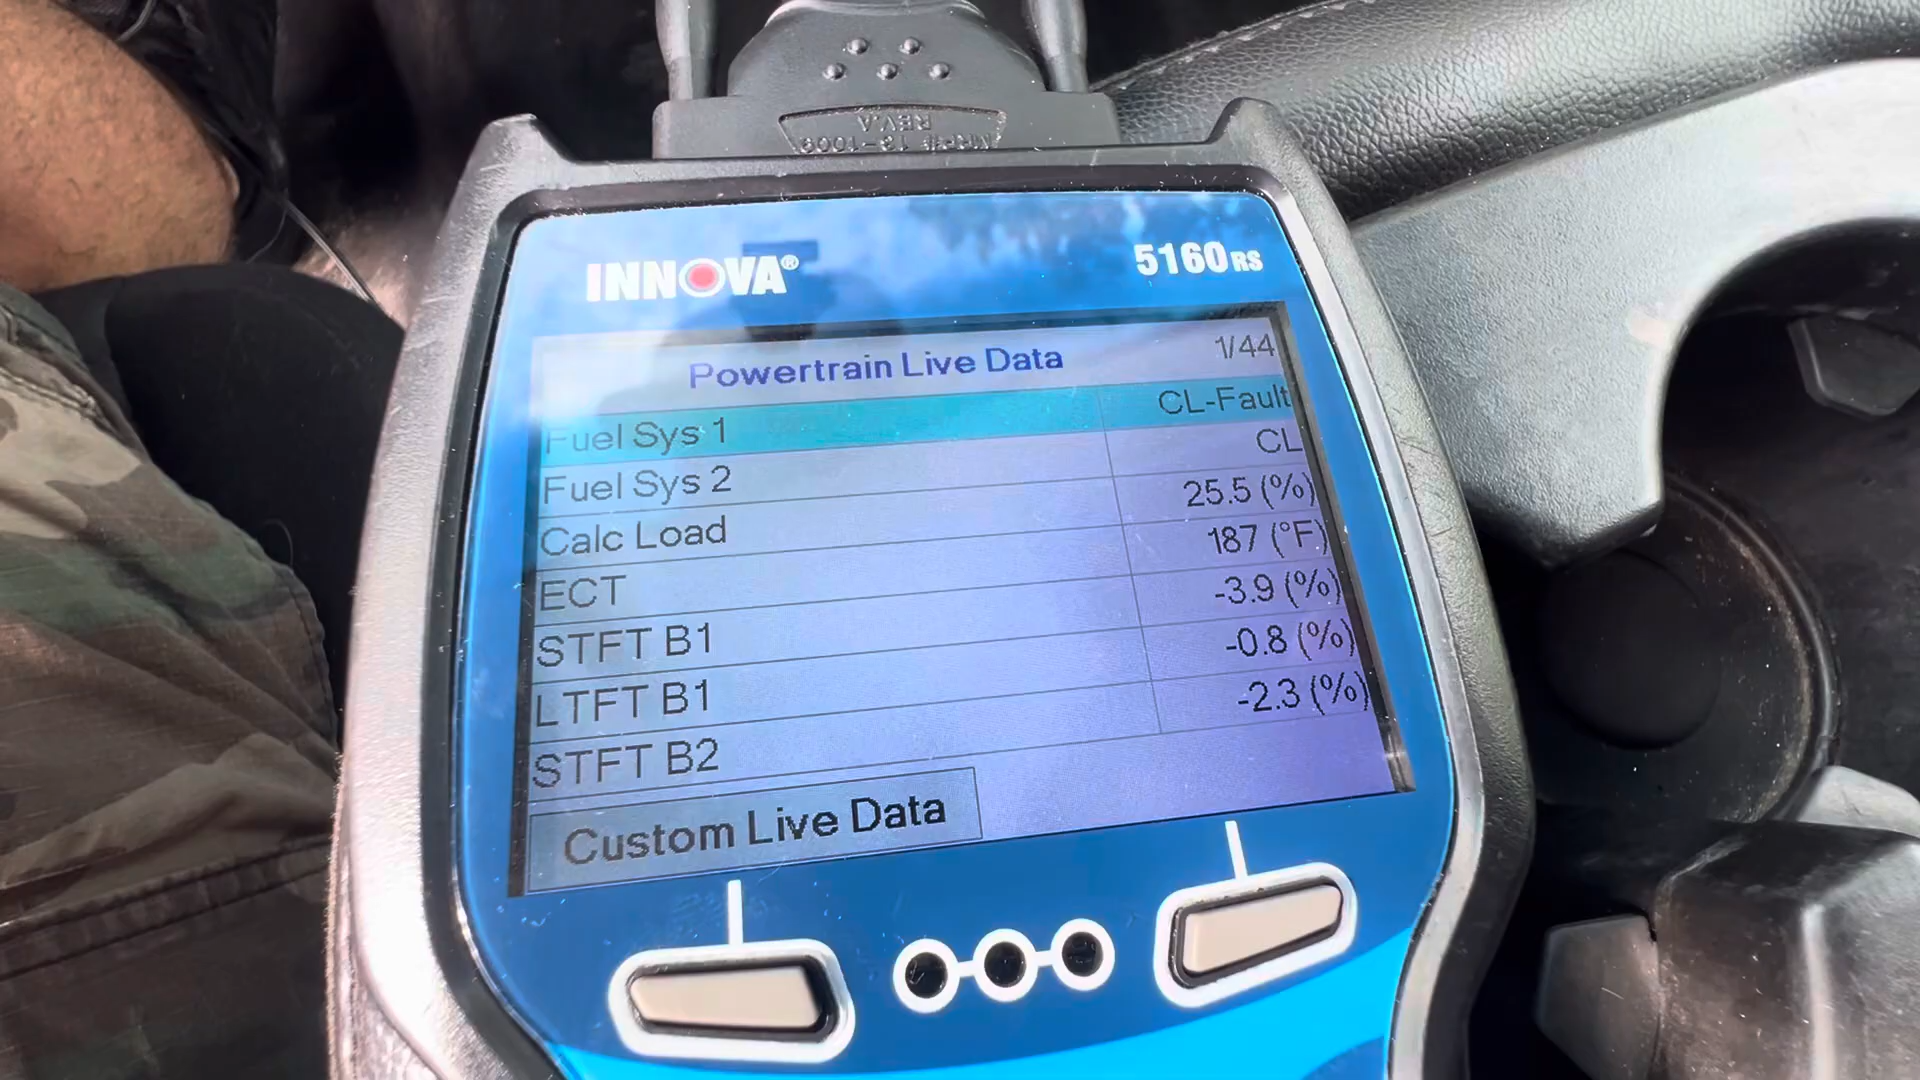 REV.A
INNOVA®
5160RS
Powertrain Live Data 1/44
Fuel Sys 1 CL-Fault
Fuel Sys 2 CL
Calc Load 25.5 (%)
ECT 187 (°F)
STFT B1 -3.9 (%)
LTFT B1 -0.8 (%)
STFT B2 -2.3 (%)
Custom Live Data